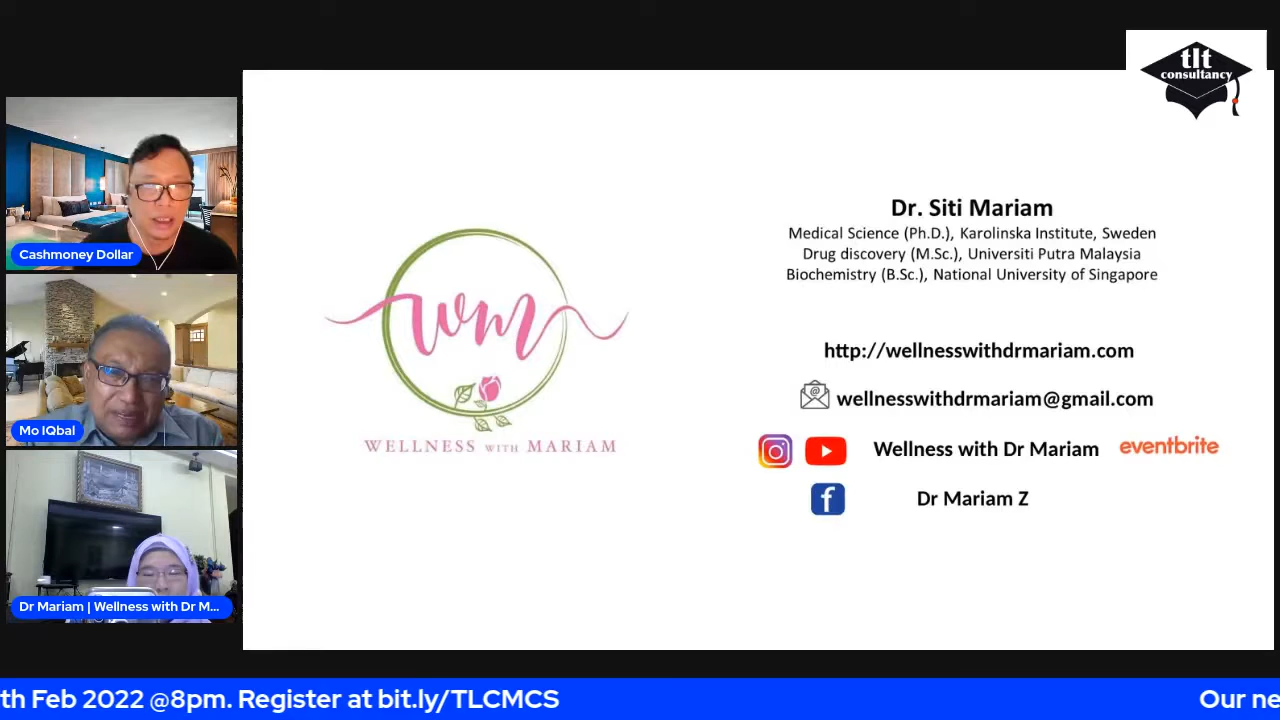 tlt
consultancy
Cashmoney Dollar
Mo IQbal
Dr Mariam | Wellness with Dr M...
wm
WELLNESS WITH MARIAM
Dr. Siti Mariam
Medical Science (Ph.D.), Karolinska Institute, Sweden
Drug discovery (M.Sc.), Universiti Putra Malaysia
Biochemistry (B.Sc.), National University of Singapore
http://wellnesswithdrmariam.com
@ wellnesswithdrmariam@gmail.com
Wellness with Dr Mariam eventbrite
f Dr Mariam Z
th Feb 2022 @8pm. Register at bit.ly/TLCMCS Our ne